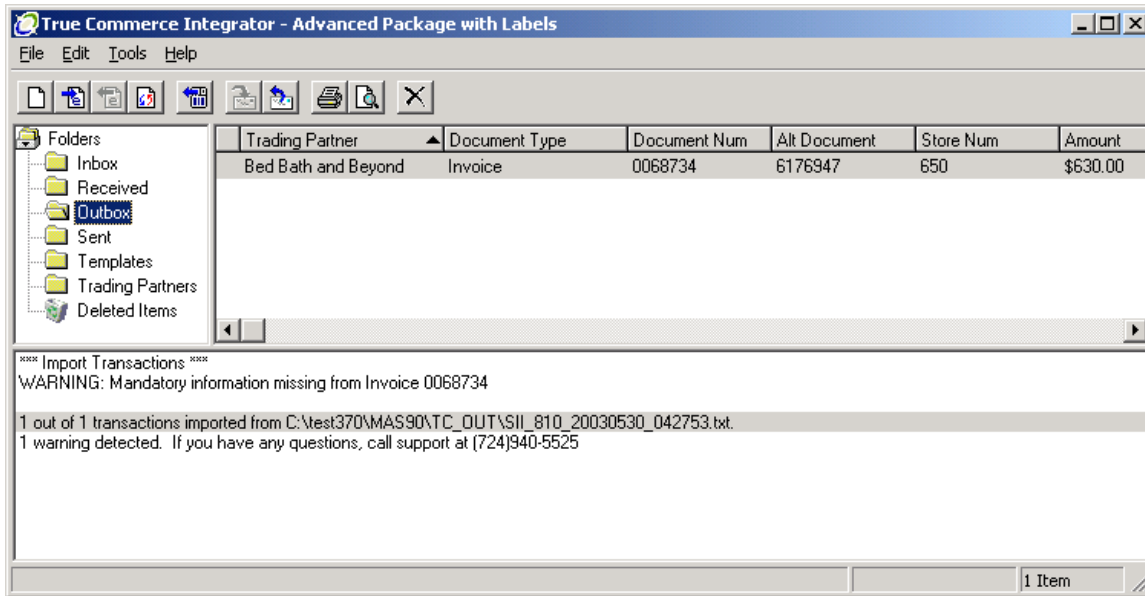 True Commerce Integrator - Advanced Package with Labels
File Edit Tools Help
Folders
Inbox
Received
Outbox
Sent
Templates
Trading Partners
Deleted Items
Trading Partner Document Type Document Num Alt Document Store Num Amount
Bed Bath and Beyond Invoice 0068734 6176947 650 $630.00
*** Import Transactions ***
WARNING: Mandatory information missing from Invoice 0068734
1 out of 1 transactions imported from C:\test370\MAS90\TC_OUT\SII_810_20030530_042753.txt.
1 warning detected.  If you have any questions, call support at (724)940-5525
1 Item